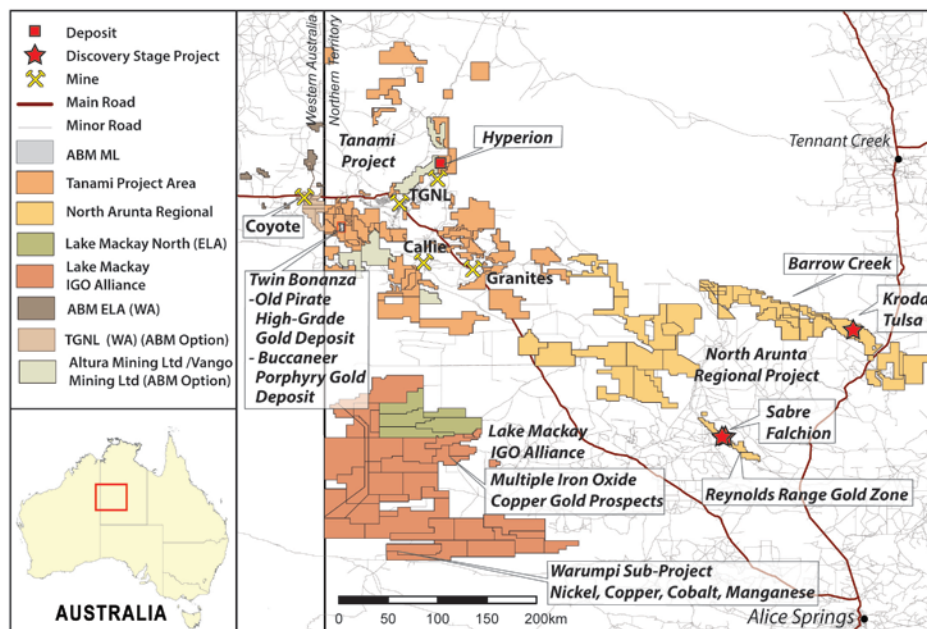 Deposit
Discovery Stage Project
Mine
Main Road
Minor Road
ABM ML
Tanami Project Area
North Arunta Regional
Lake Mackay North (ELA)
Lake Mackay
IGO Alliance
ABM ELA (WA)
TGNL (WA) (ABM Option)
Altura Mining Ltd /Vango
Mining Ltd (ABM Option)
AUSTRALIA
Western Australia
Northern Territory
Tanami
Project
Hyperion
Tennant Creek
TGNL
Coyote
Callie
Granites
Twin Bonanza
-Old Pirate
High-Grade
Gold Deposit
- Buccaneer
Porphyry Gold
Deposit
Barrow Creek
Kroda
Tulsa
North Arunta
Regional Project
Sabre
Falchion
Lake Mackay
IGO Alliance
Multiple Iron Oxide
Copper Gold Prospects
Reynolds Range Gold Zone
Warumpi Sub-Project
Nickel, Copper, Cobalt, Manganese
0 50 100 150 200km
Alice Springs